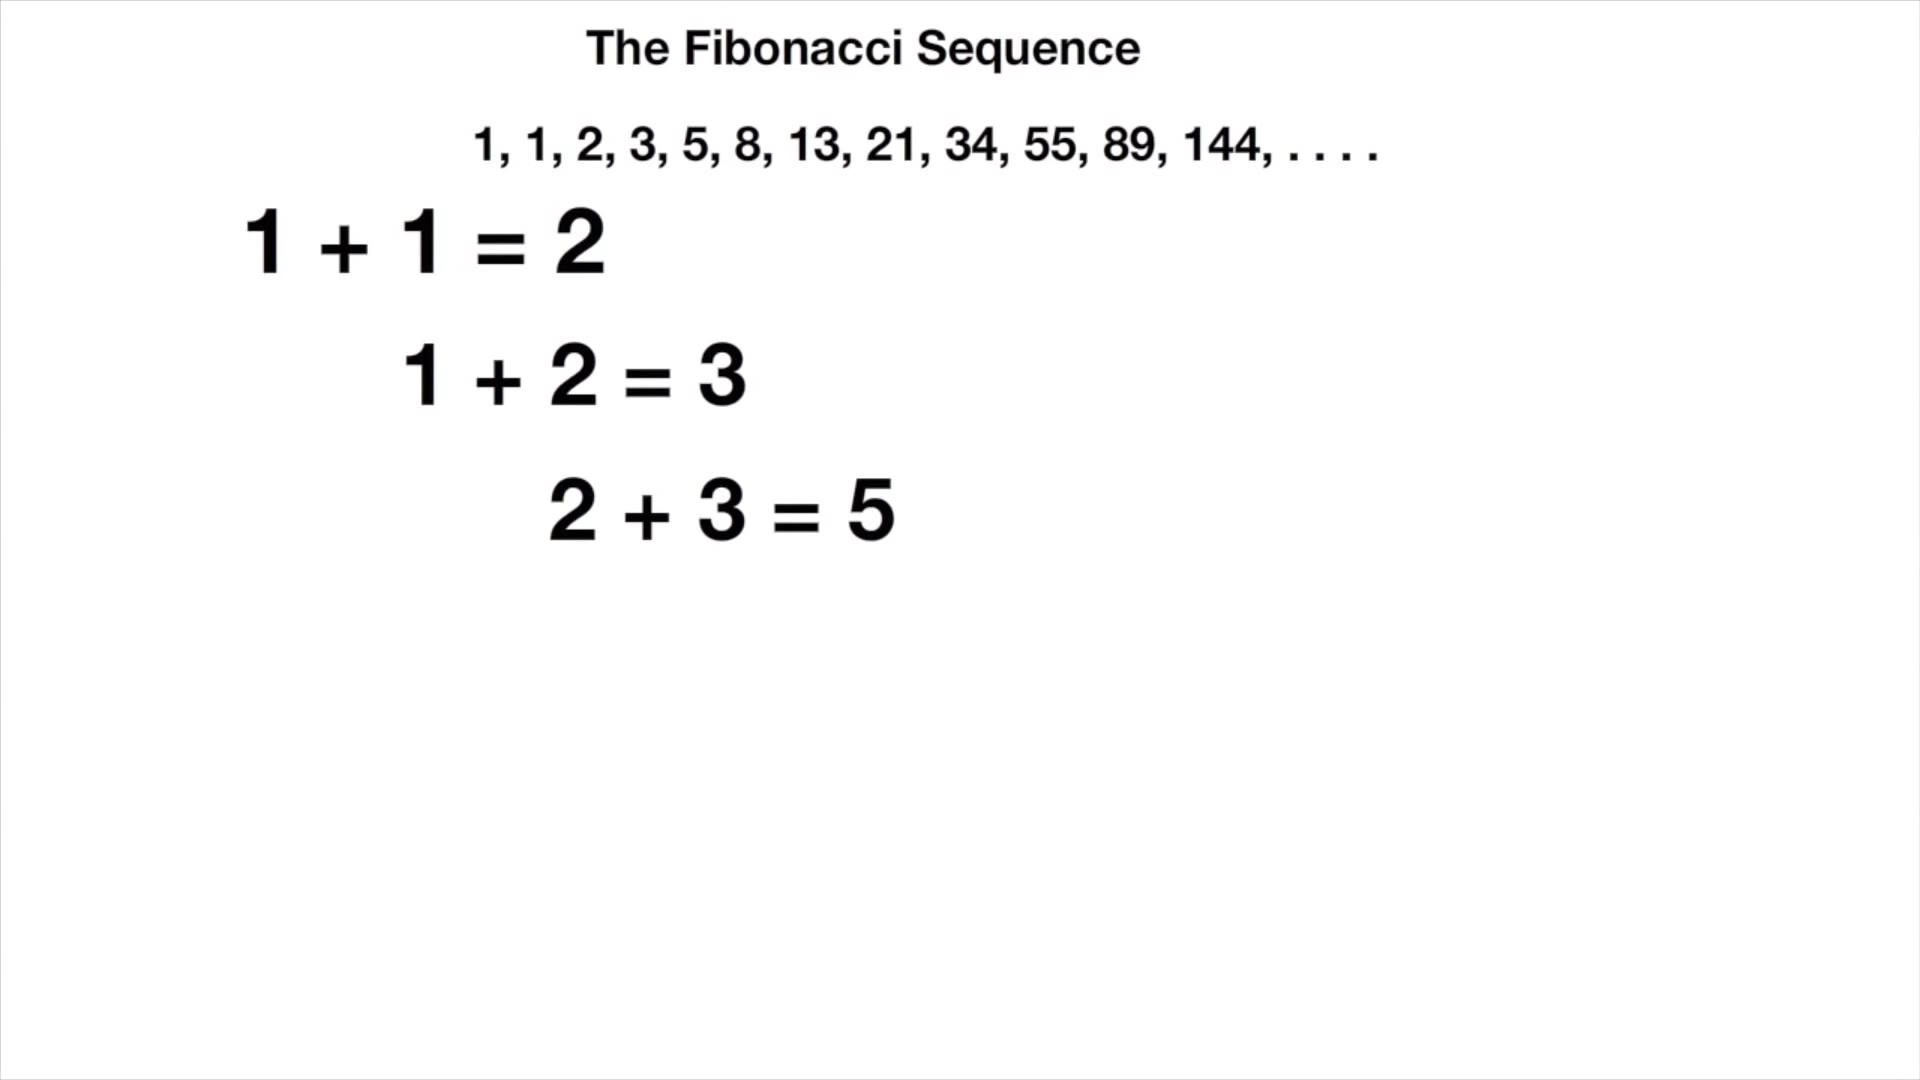 The Fibonacci Sequence
1, 1, 2, 3, 5, 8, 13, 21, 34, 55, 89, 144, . . . .
1 + 1 = 2
1 + 2 = 3
2 + 3 = 5